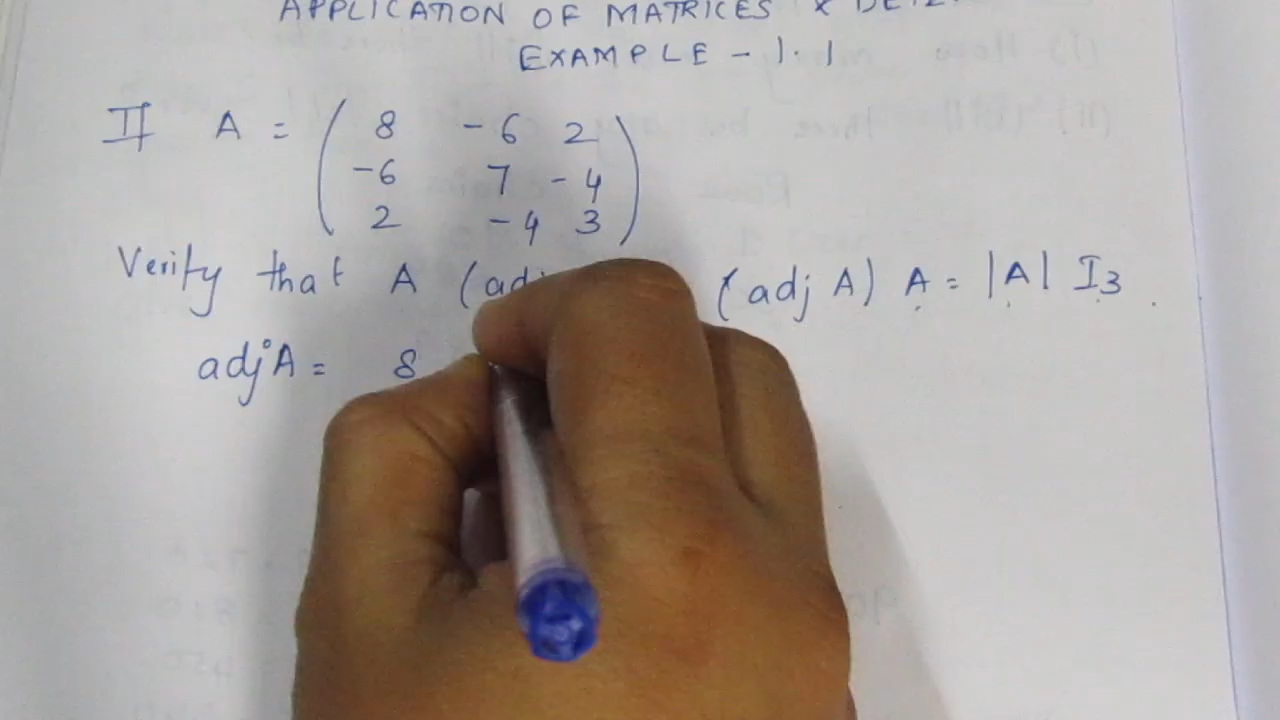 APPLICATION OF MATRICES &
EXAMPLE - 1.1
If A = ( 8 -6 2
-6 7 -4
2 -4 3 )
Verify that A (adj (adj A) A = |A| I₃ .
adj A = 8